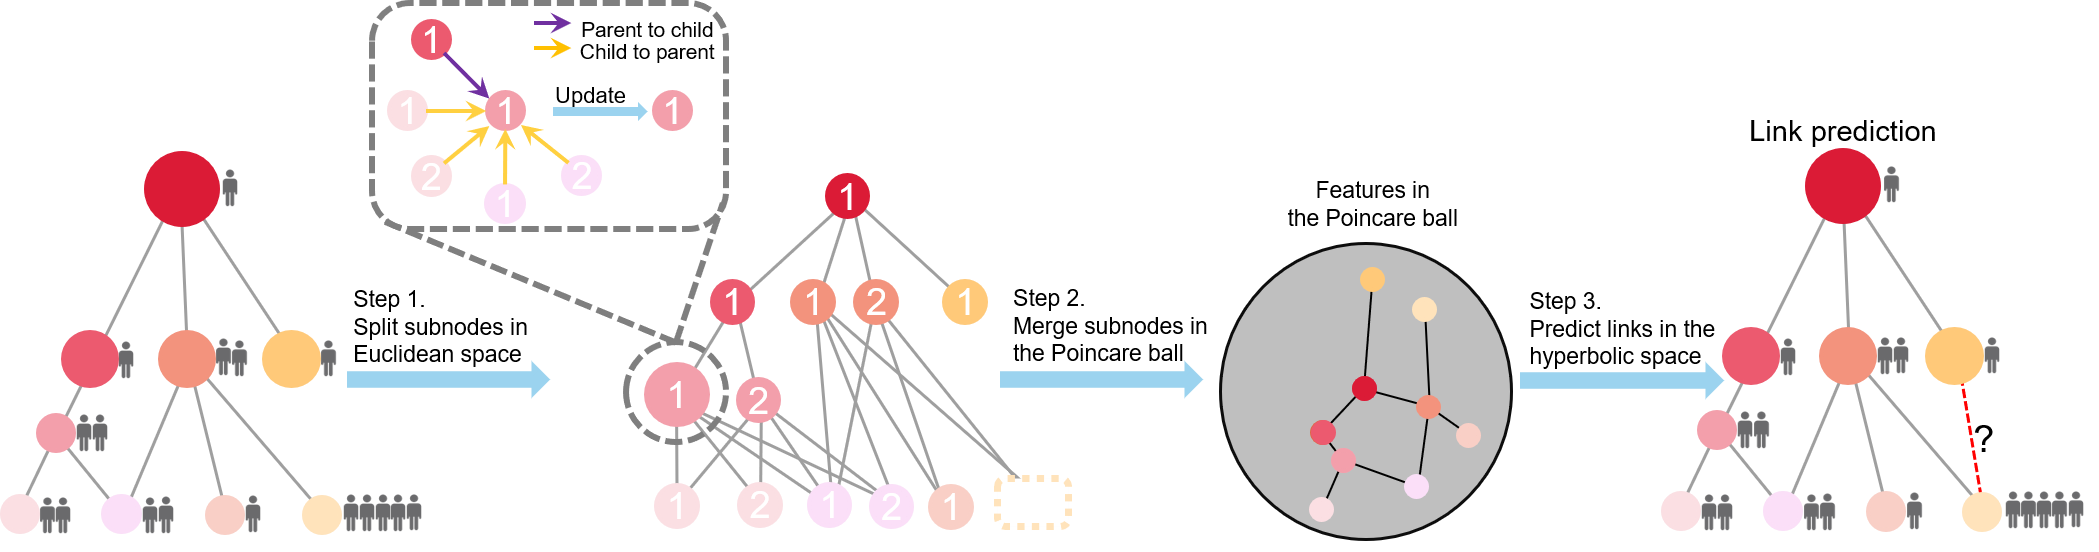 1
Parent to child
Child to parent
1
1
Update
1
2
1
2
Link prediction
1
Features in
the Poincare ball
Step 1.
Split subnodes in
Euclidean space
1
1
2
1
Step 2.
Merge subnodes in
the Poincare ball
Step 3.
Predict links in the
hyperbolic space
1
2
?
1
2
1
2
1